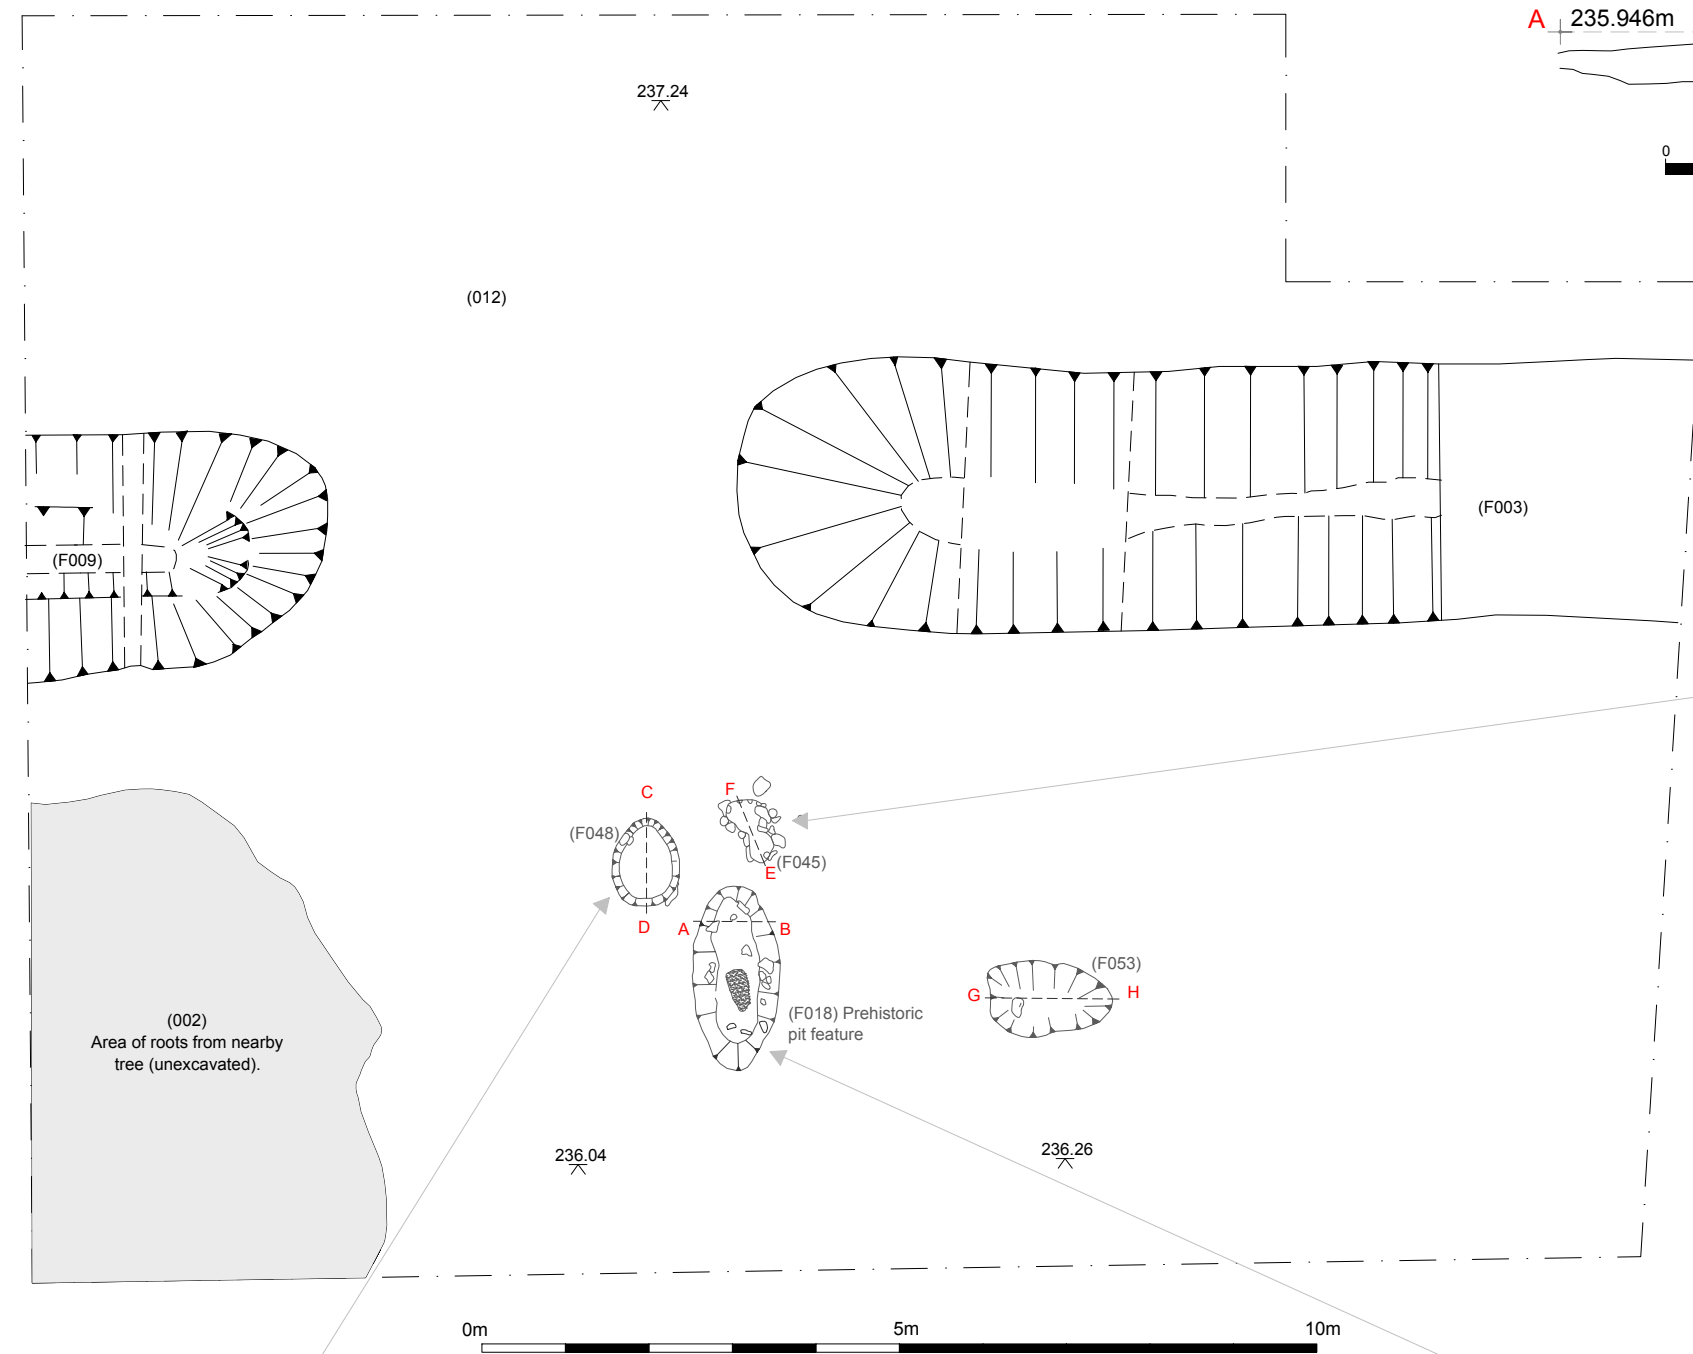 A 235.946m
237.24
0
(012)
(F003)
(F009)
C
F
(F048)
(F045)
E
D
A
B
(F053)
G
H
(F018) Prehistoric
pit feature
(002)
Area of roots from nearby
tree (unexcavated).
236.04
236.26
0m
5m
10m